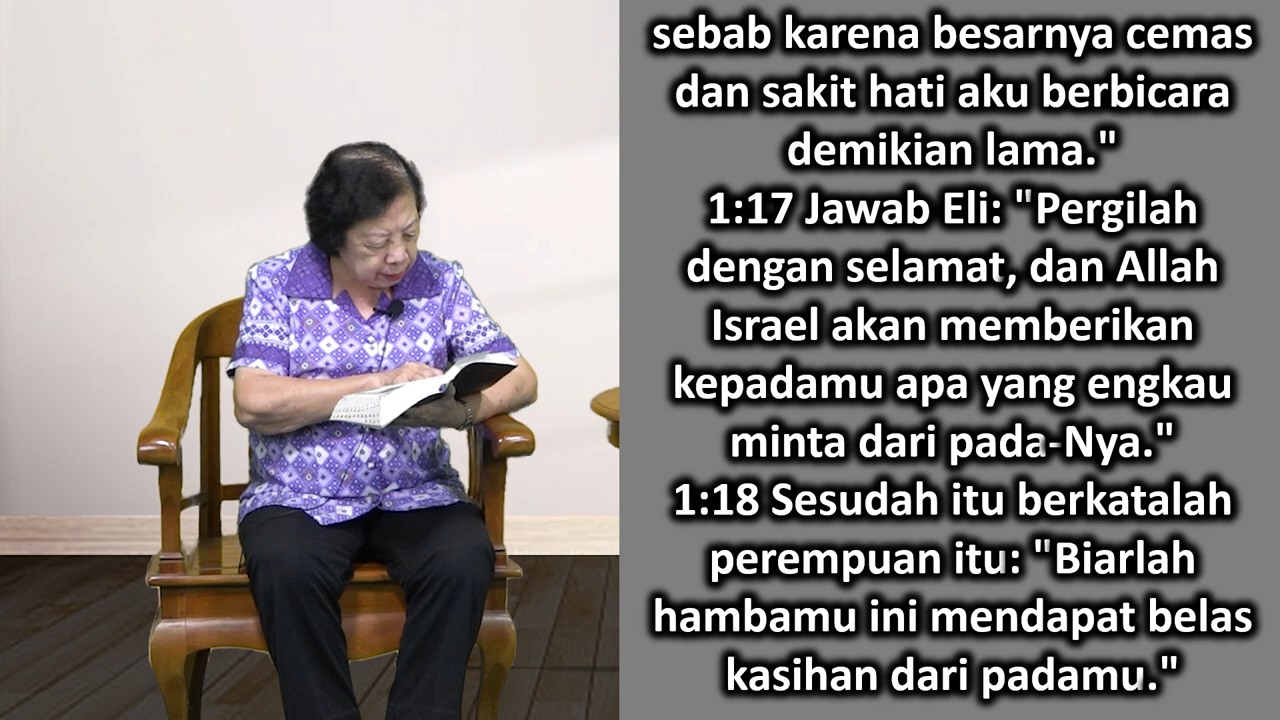 sebab karena besarnya cemas
dan sakit hati aku berbicara
demikian lama."
1:17 Jawab Eli: "Pergilah
dengan selamat, dan Allah
Israel akan memberikan
kepadamu apa yang engkau
minta dari pada-Nya."
1:18 Sesudah itu berkatalah
perempuan itu: "Biarlah
hambamu ini mendapat belas
kasihan dari padamu."